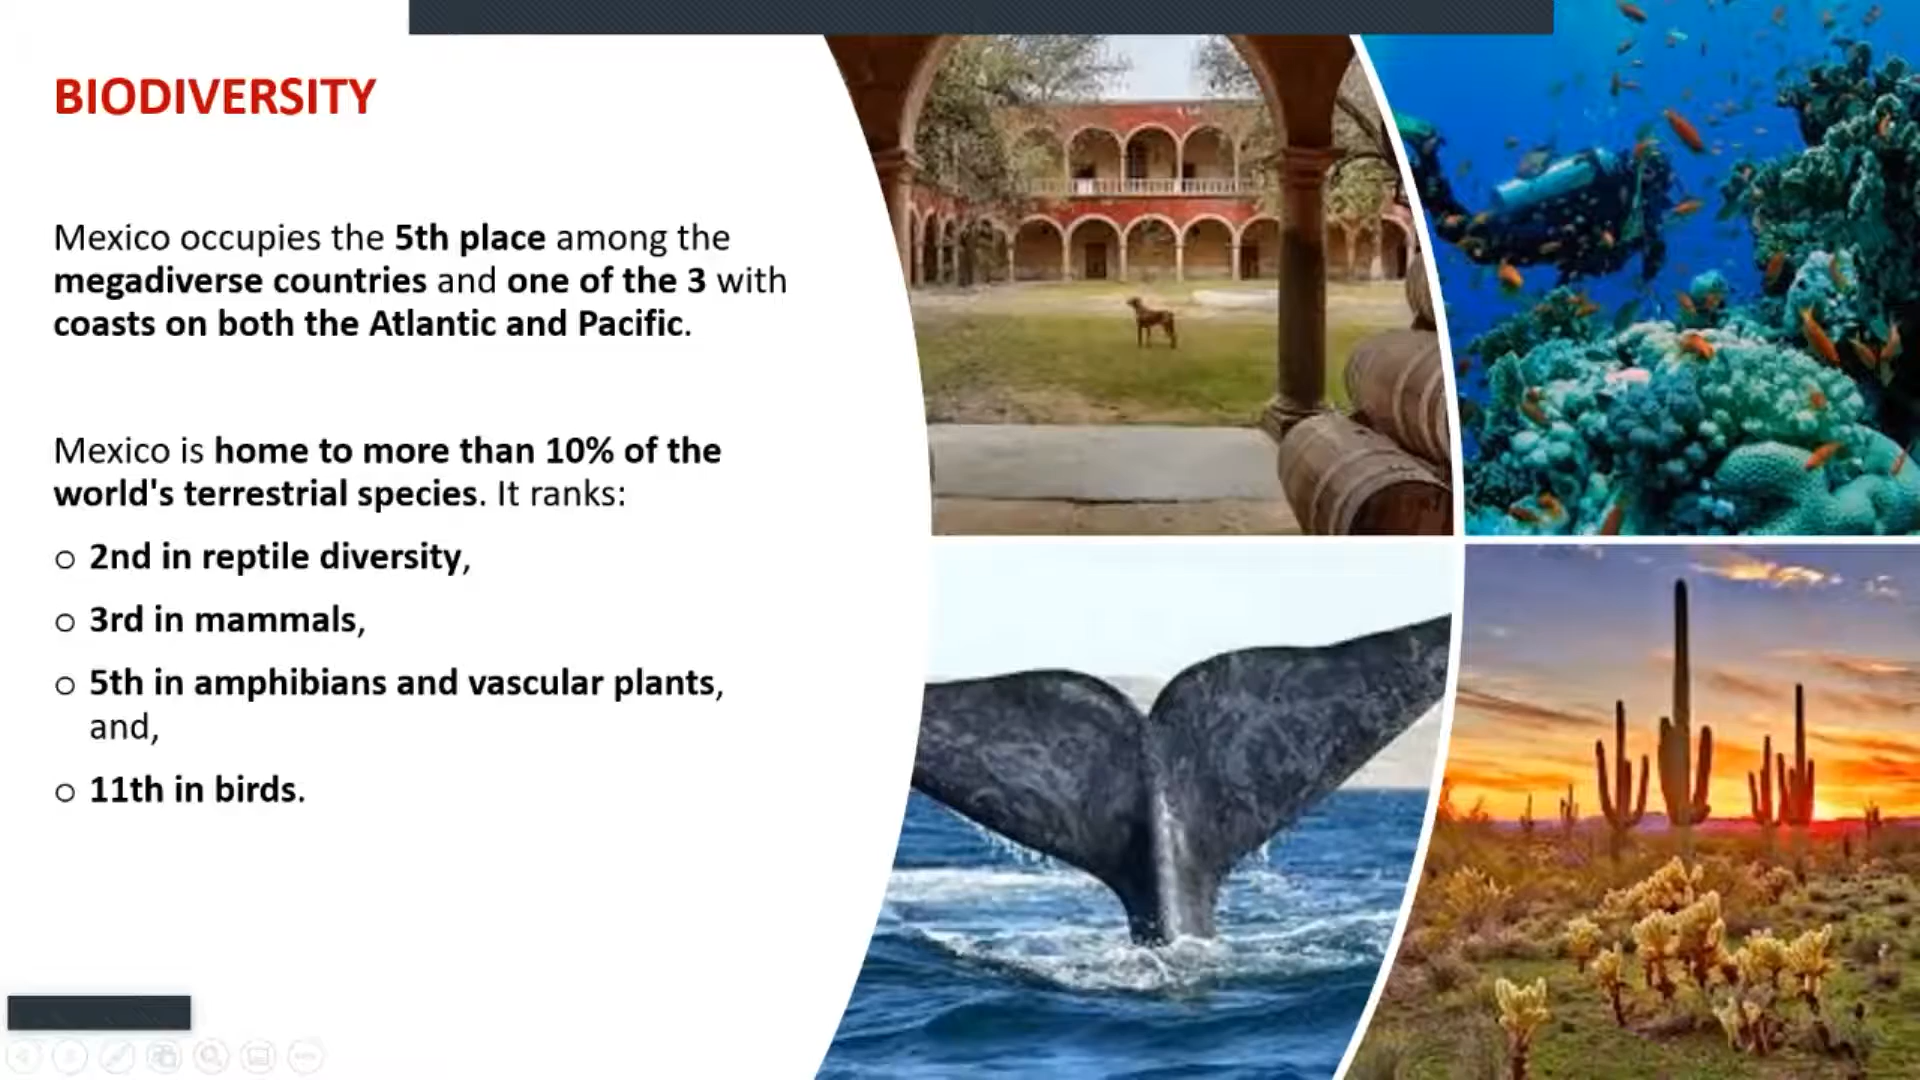 BIODIVERSITY
Mexico occupies the 5th place among the
megadiverse countries and one of the 3 with
coasts on both the Atlantic and Pacific.
Mexico is home to more than 10% of the
world's terrestrial species. It ranks:
o 2nd in reptile diversity,
o 3rd in mammals,
o 5th in amphibians and vascular plants,
and,
o 11th in birds.